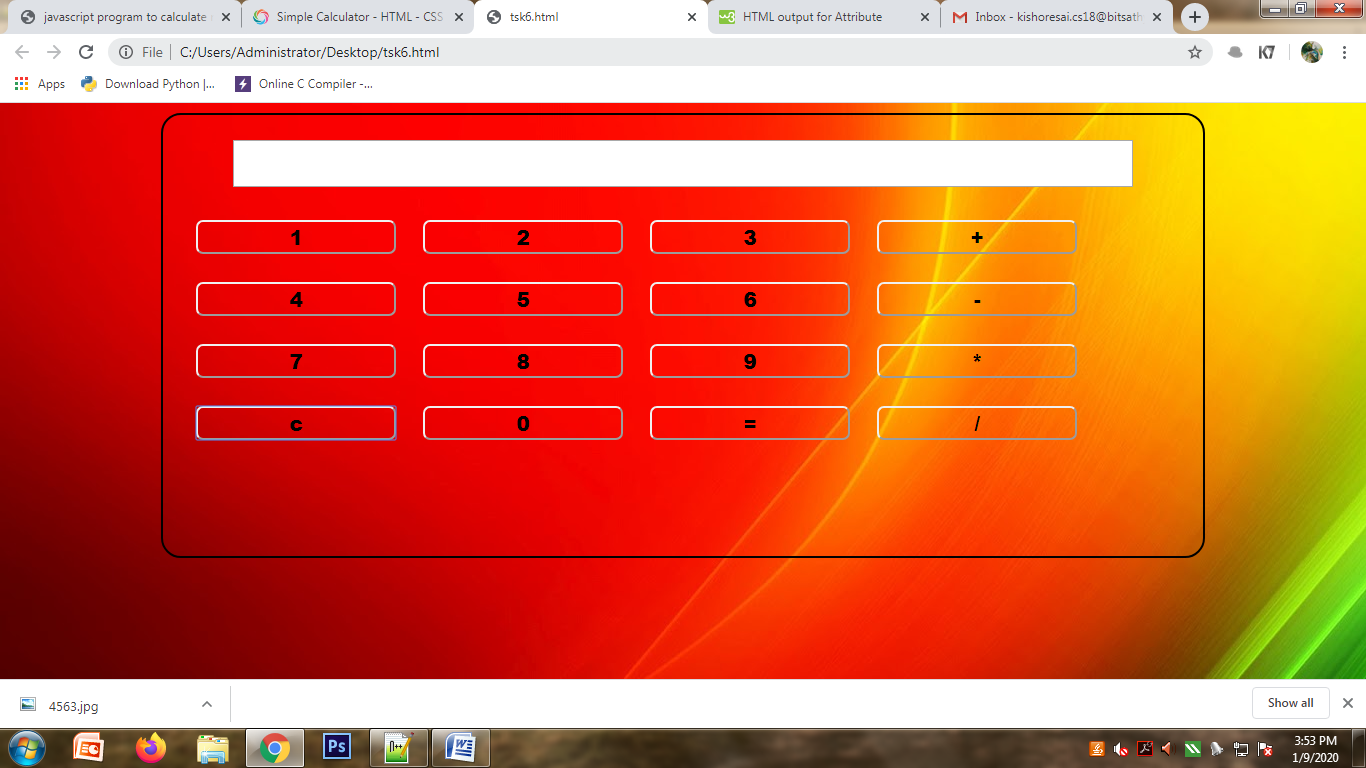 javascript program to calculate
Simple Calculator - HTML - CSS
tsk6.html
HTML output for Attribute
Inbox - kishoresai.cs18@bitsath
File
C:/Users/Administrator/Desktop/tsk6.html
K7
Apps
Download Python |...
Online C Compiler -...
1 2 3 +
4 5 6 -
7 8 9 *
c 0 = /
4563.jpg
Show all
Ps
3:53 PM
1/9/2020